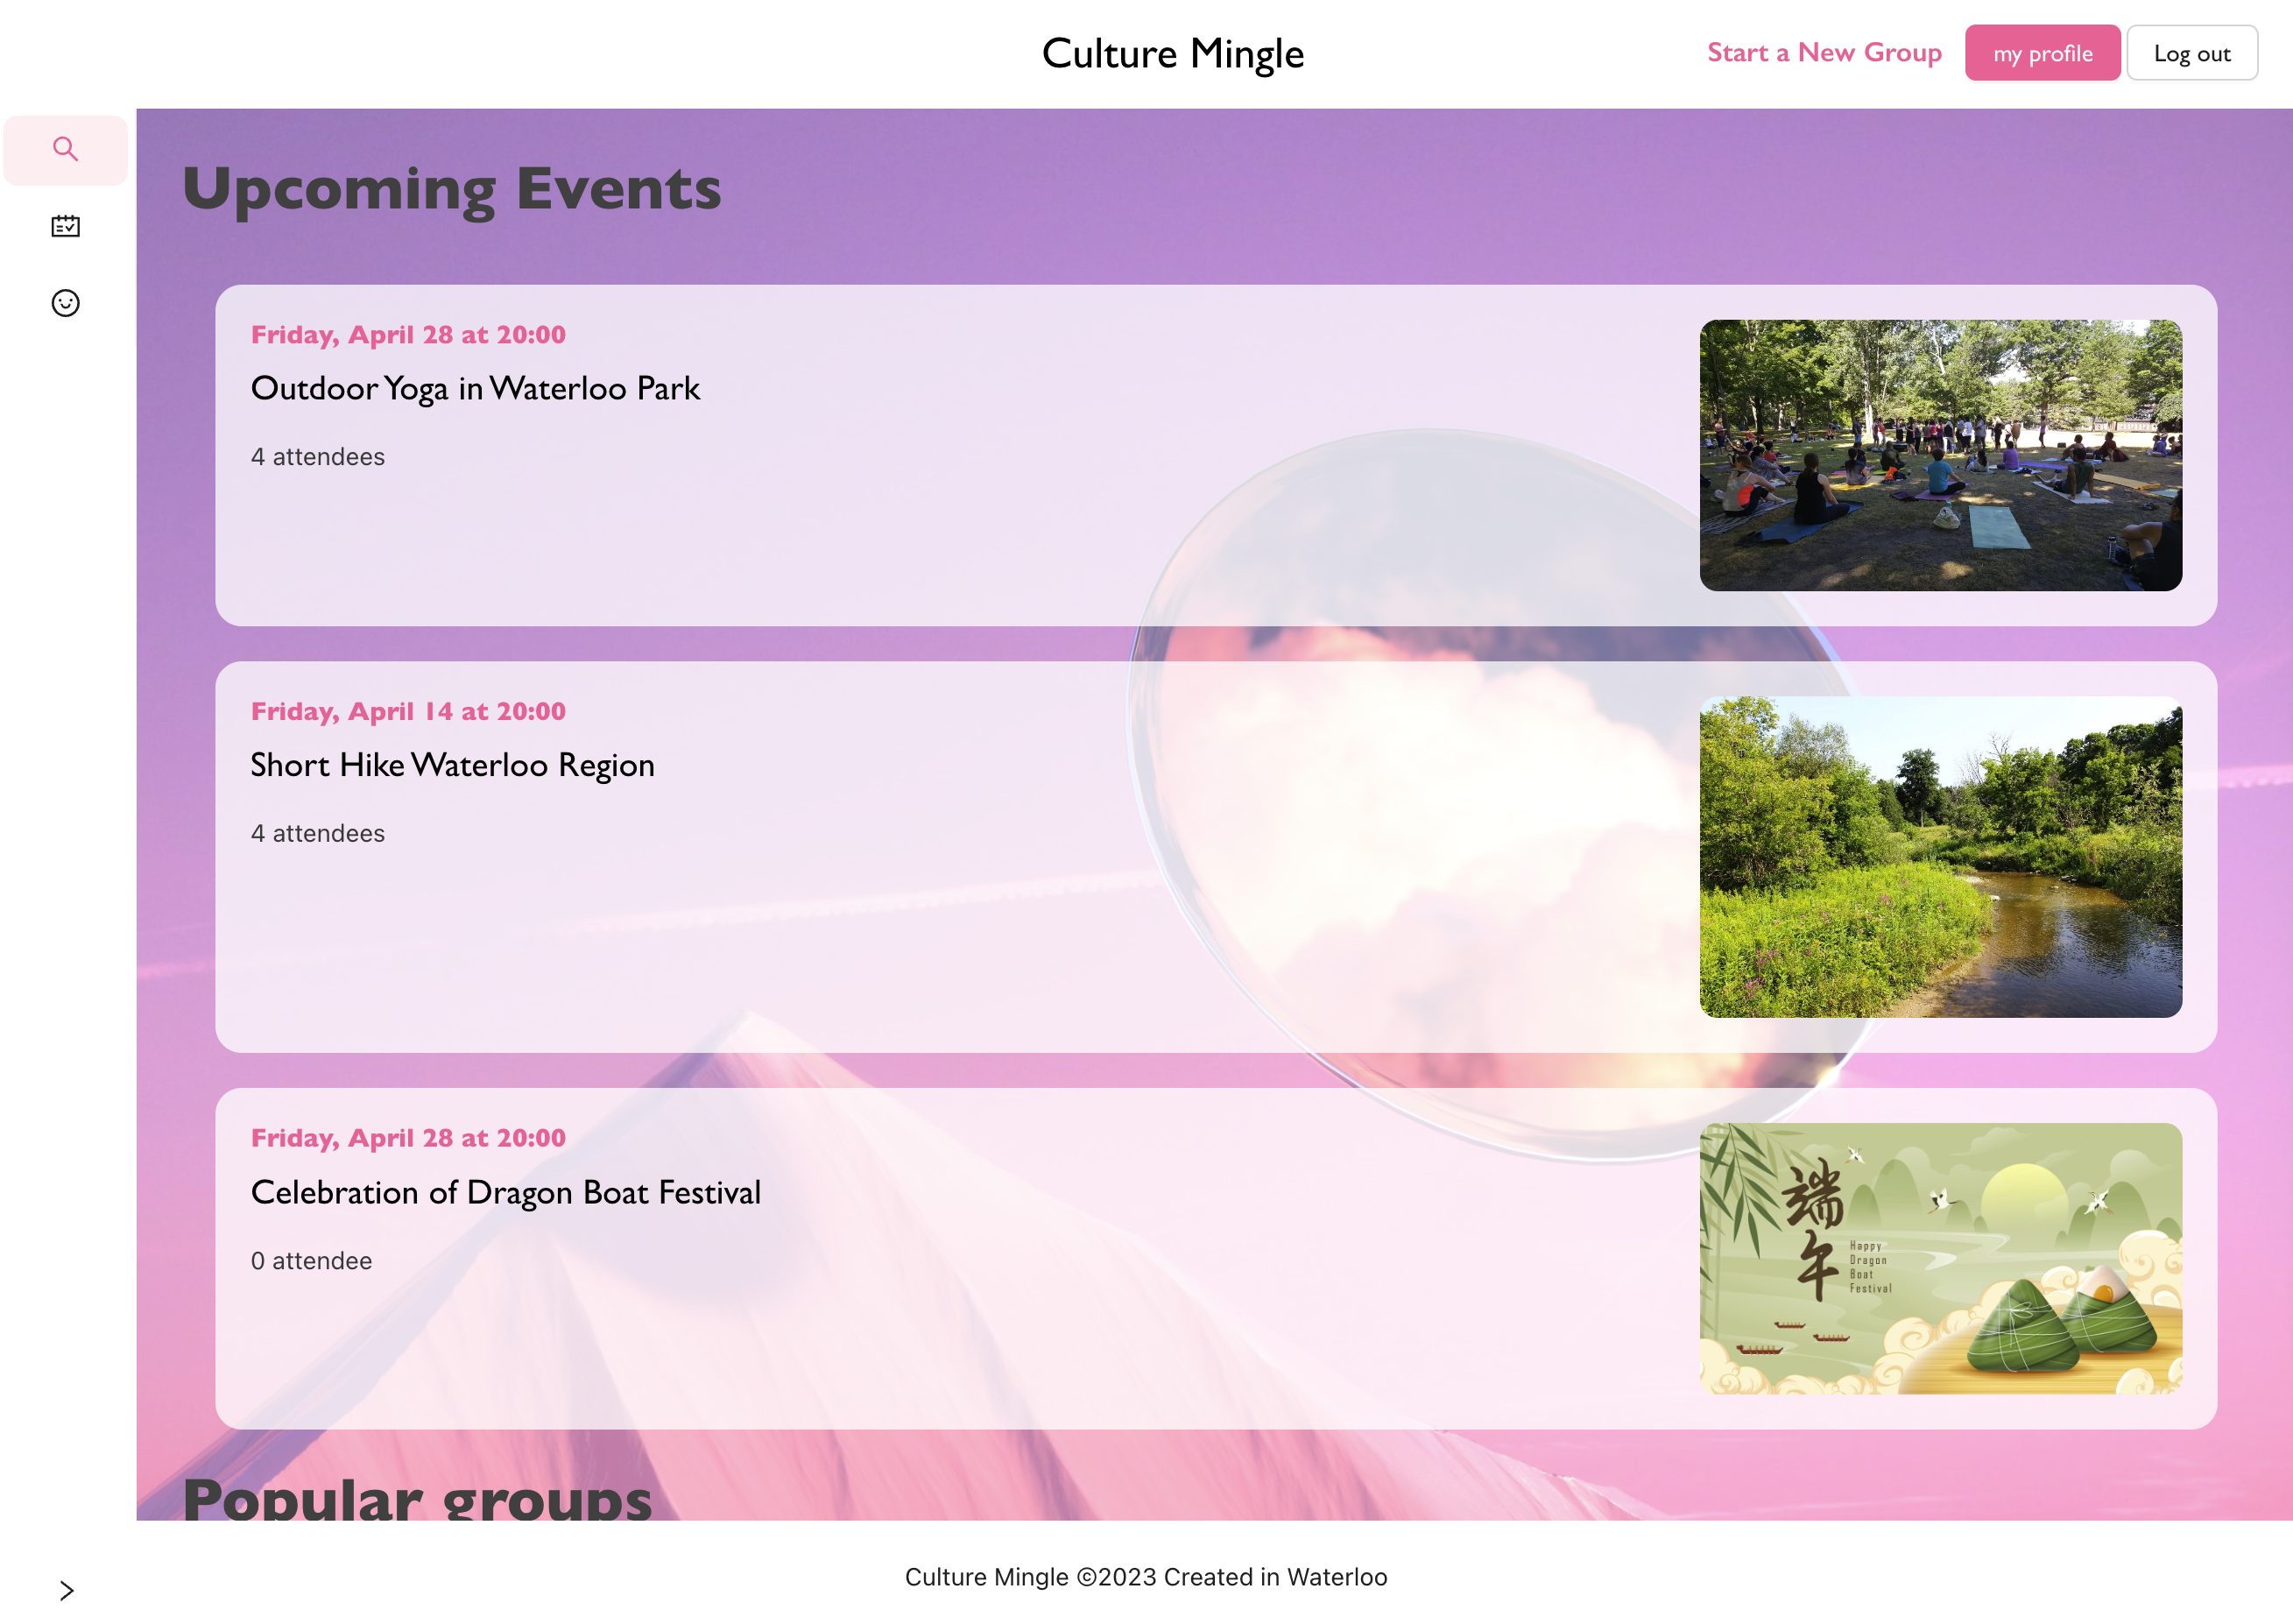 Culture Mingle
Start a New Group
my profile
Log out
Upcoming Events
Friday, April 28 at 20:00
Outdoor Yoga in Waterloo Park
4 attendees
Friday, April 14 at 20:00
Short Hike Waterloo Region
4 attendees
Friday, April 28 at 20:00
Celebration of Dragon Boat Festival
0 attendee
端午
Happy
Dragon
Boat
Festival
Popular groups
Culture Mingle ©2023 Created in Waterloo